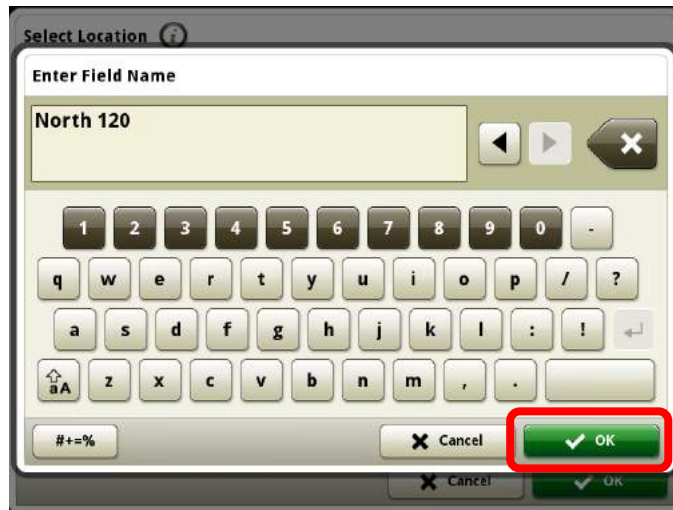 Select Location i
Enter Field Name
North 120
1 2 3 4 5 6 7 8 9 0 -
q w e r t y u i o p / ?
a s d f g h j k l : !
aA z x c v b n m , .
#+=% Cancel OK
Cancel OK